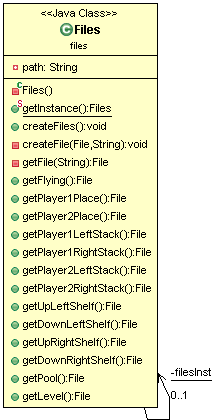 <<Java Class>>
Files
files
path: String
Files()
getInstance():Files
createFiles():void
createFile(File,String):void
getFile(String):File
getFlying():File
getPlayer1Place():File
getPlayer2Place():File
getPlayer1LeftStack():File
getPlayer1RightStack():File
getPlayer2LeftStack():File
getPlayer2RightStack():File
getUpLeftShelf():File
getDownLeftShelf():File
getUpRightShelf():File
getDownRightShelf():File
getPool():File
getLevel():File
-filesInst
0..1